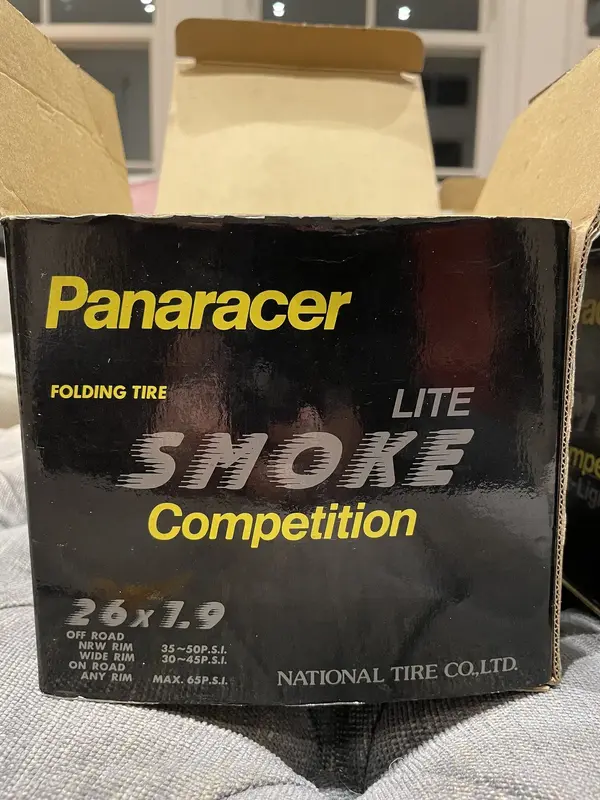 Panaracer
FOLDING TIRE
LITE
SMOKE
Competition
26x1.9
OFF ROAD
NRW RIM 35~50P.S.I.
WIDE RIM 30~45P.S.I.
ON ROAD
ANY RIM MAX. 65P.S.I.
NATIONAL TIRE CO.,LTD.